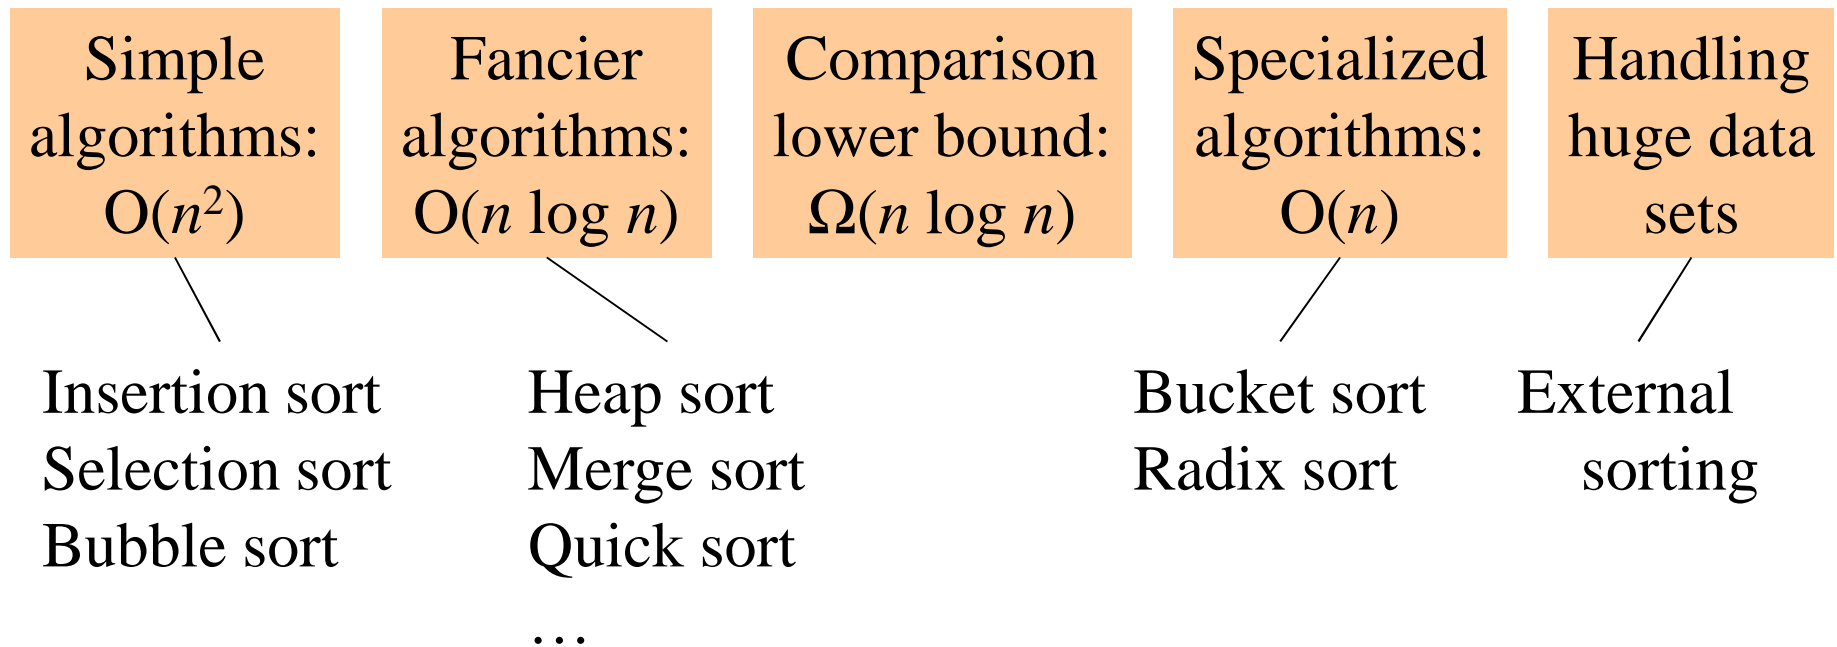 Simple
algorithms:
O(n²)
Fancier
algorithms:
O(n log n)
Comparison
lower bound:
Ω(n log n)
Specialized
algorithms:
O(n)
Handling
huge data
sets
Insertion sort
Selection sort
Bubble sort
Heap sort
Merge sort
Quick sort
…
Bucket sort
Radix sort
External
sorting